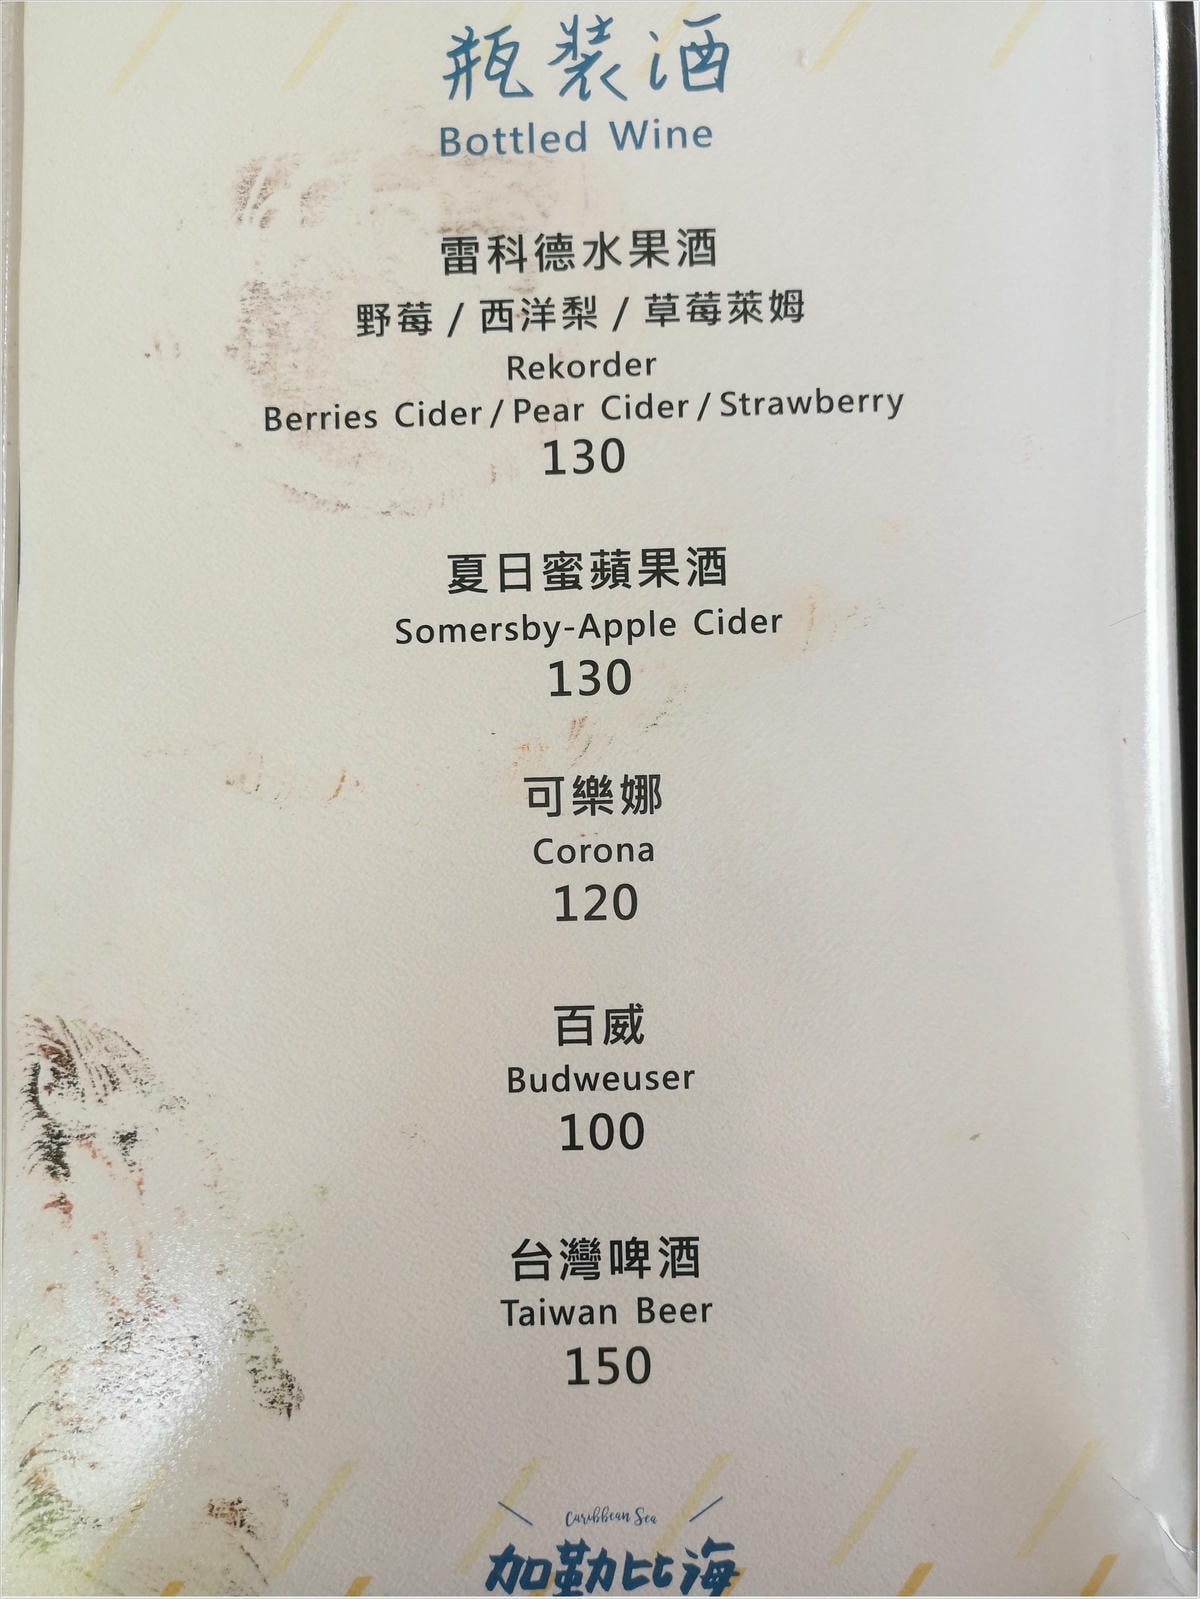 瓶裝酒
Bottled Wine
雷科德水果酒
野莓 / 西洋梨 / 草莓萊姆
Rekorder
Berries Cider / Pear Cider / Strawberry
130
夏日蜜蘋果酒
Somersby-Apple Cider
130
可樂娜
Corona
120
百威
Budweuser
100
台灣啤酒
Taiwan Beer
150
Caribbean Sea
加勒比海